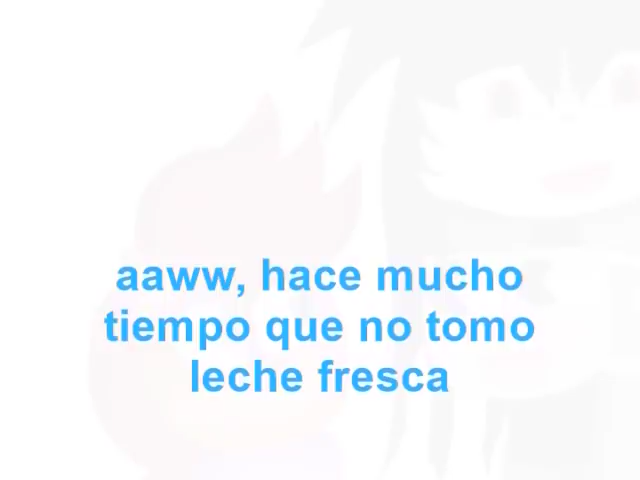 aaww, hace mucho
tiempo que no tomo
leche fresca